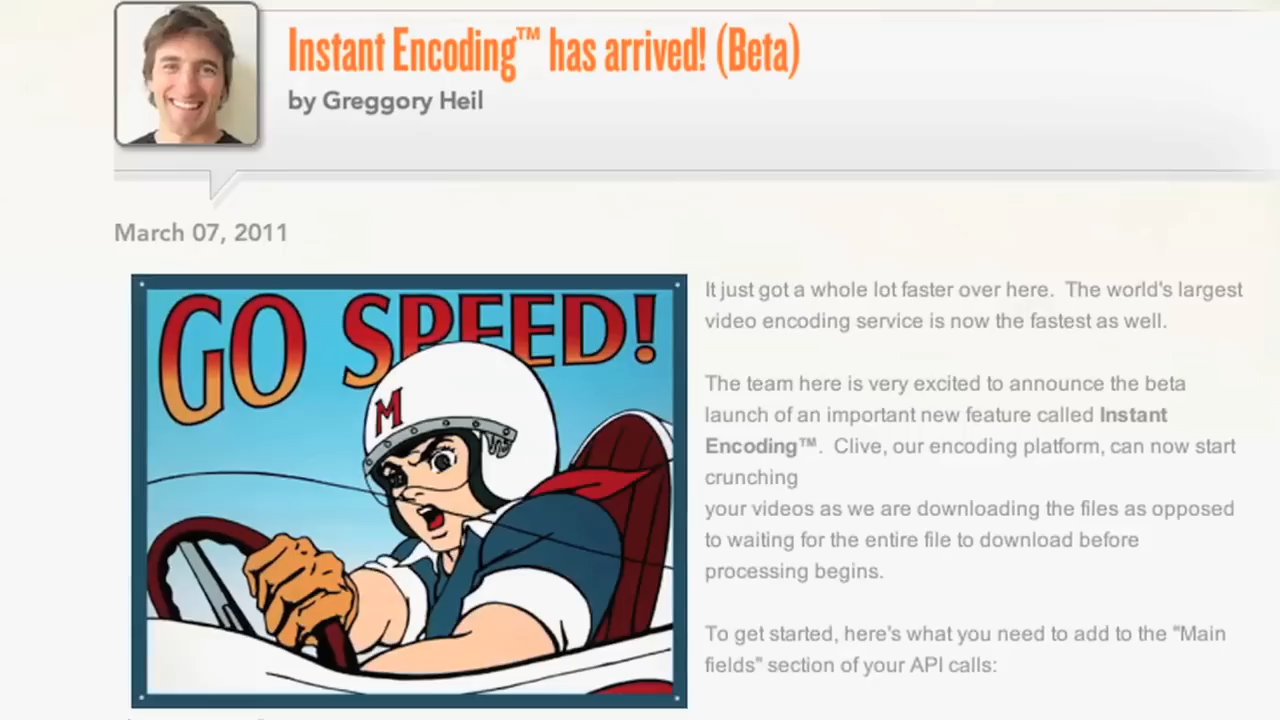 Instant Encoding™ has arrived! (Beta)
by Greggory Heil
March 07, 2011
GO SPEED!
M
It just got a whole lot faster over here. The world's largest
video encoding service is now the fastest as well.
The team here is very excited to announce the beta
launch of an important new feature called Instant
Encoding™. Clive, our encoding platform, can now start
crunching
your videos as we are downloading the files as opposed
to waiting for the entire file to download before
processing begins.
To get started, here's what you need to add to the "Main
fields" section of your API calls: